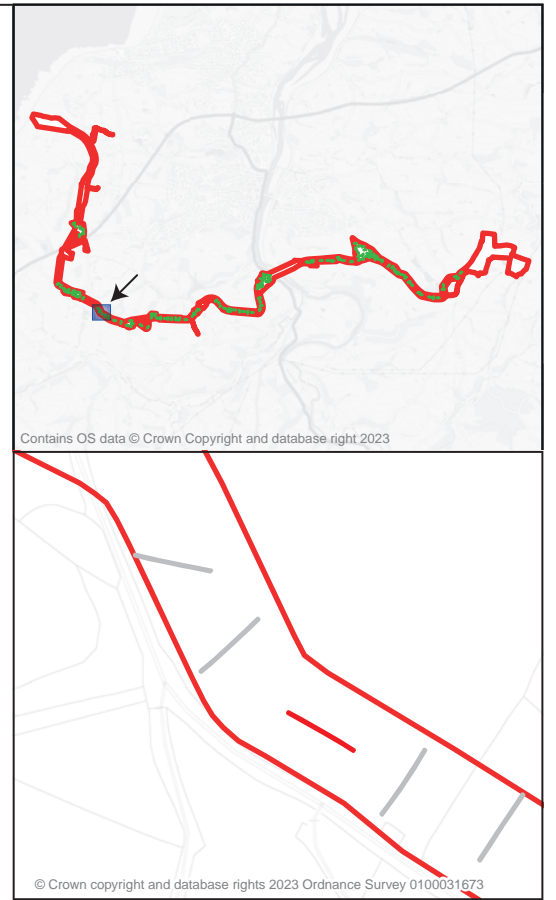 Contains OS data © Crown Copyright and database right 2023
© Crown copyright and database rights 2023 Ordnance Survey 0100031673